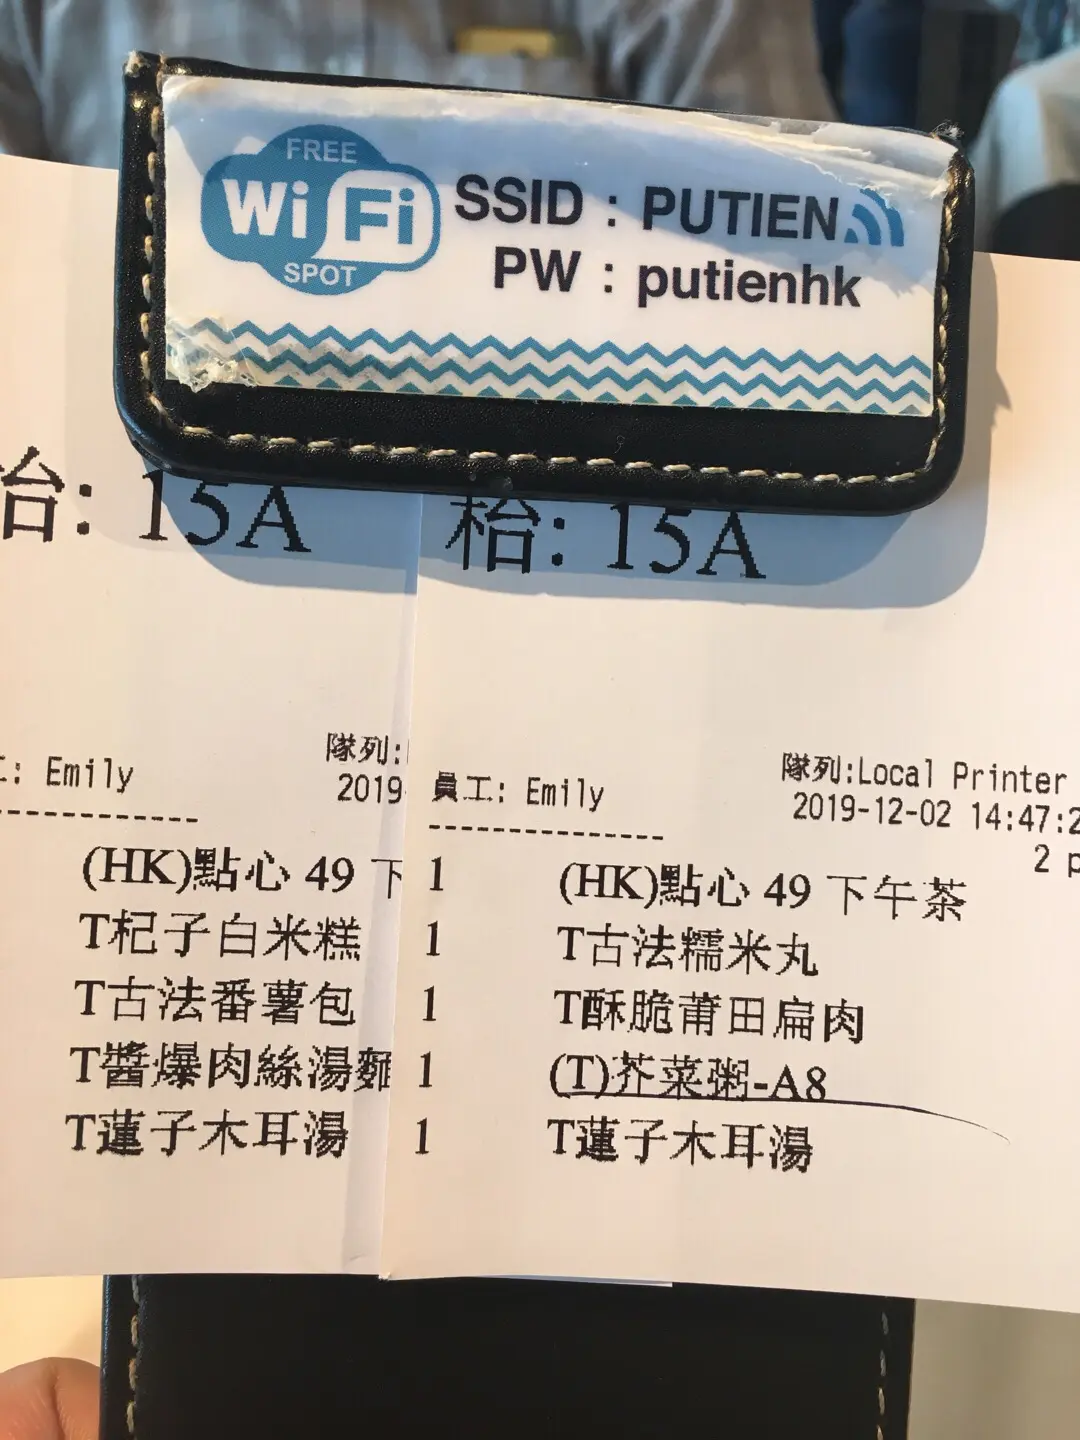 FREE
WiFi
SPOT
SSID : PUTIEN
PW : putienhk
枱: 15A
隊列:
: Emily
2019
(HK)點心 49 下
T杞子白米糕
T古法番薯包
T醬爆肉絲湯麵
T蓮子木耳湯
枱: 15A
隊列:Local Printer
員工: Emily
2019-12-02 14:47:2
2 p
1 (HK)點心 49 下午茶
1 T古法糯米丸
1 T酥脆莆田扁肉
1 (T)芥菜粥-A8
1 T蓮子木耳湯